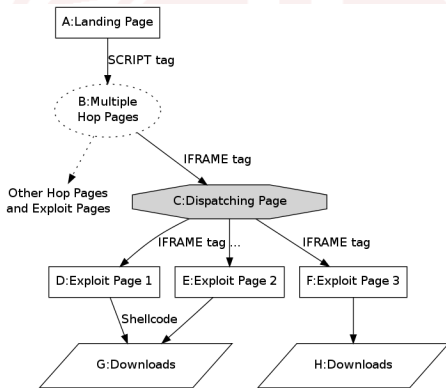 A:Landing Page
SCRIPT tag
B:Multiple
Hop Pages
IFRAME tag
Other Hop Pages
and Exploit Pages
C:Dispatching Page
IFRAME tag ...
IFRAME tag
D:Exploit Page 1
E:Exploit Page 2
F:Exploit Page 3
Shellcode
G:Downloads
H:Downloads